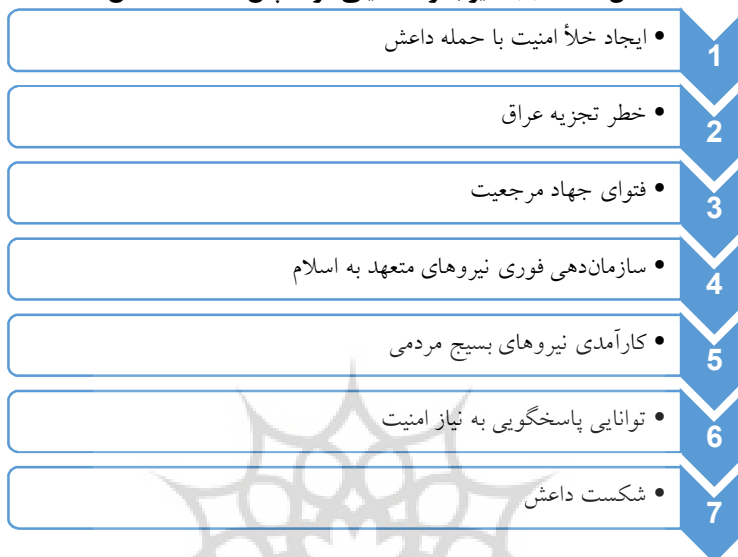 1 • ایجاد خلأ امنیت با حمله داعش
2 • خطر تجزیه عراق
3 • فتوای جهاد مرجعیت
4 • سازمان‌دهی فوری نیروهای متعهد به اسلام
5 • کارآمدی نیروهای بسیج مردمی
6 • توانایی پاسخگویی به نیاز امنیت
7 • شکست داعش